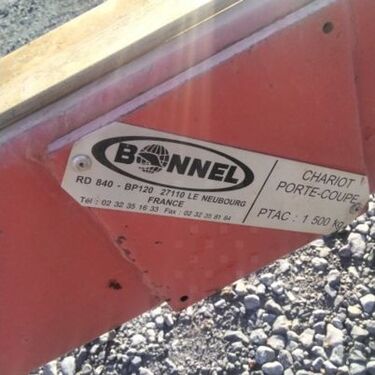 BONNEL
RD 840 - BP120 27110 LE NEUBOURG
FRANCE
Tél : 02 32 35 16 33 Fax : 02 32 35 81 64
CHARIOT
PORTE-COUPE
PTAC : 1 500 kg